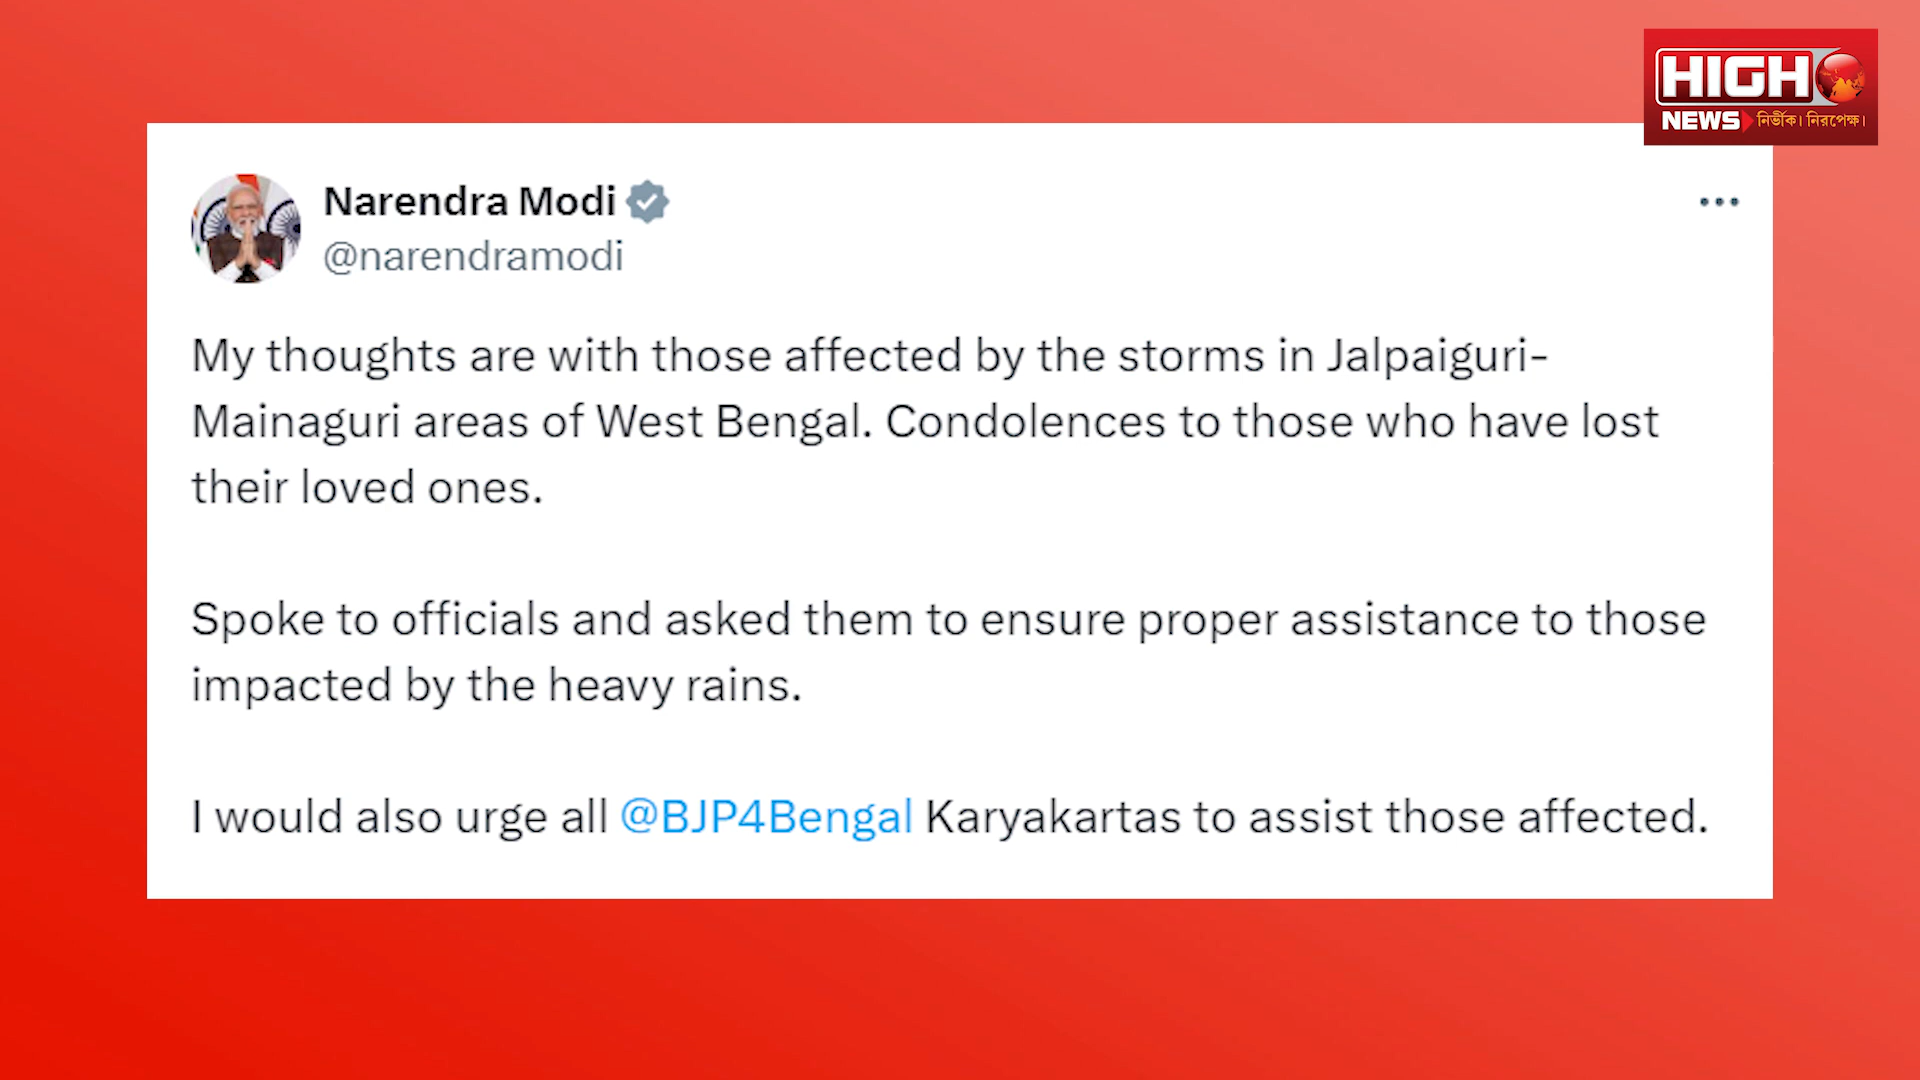 HIGH
NEWS নির্ভীক। নিরপেক্ষ।
Narendra Modi
@narendramodi
My thoughts are with those affected by the storms in Jalpaiguri-
Mainaguri areas of West Bengal. Condolences to those who have lost
their loved ones.
Spoke to officials and asked them to ensure proper assistance to those
impacted by the heavy rains.
I would also urge all @BJP4Bengal Karyakartas to assist those affected.